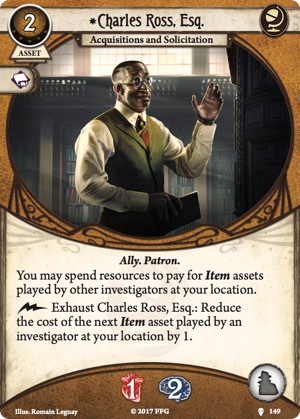 2
ASSET
*Charles Ross, Esq.
Acquisitions and Solicitation
Ally. Patron.
You may spend resources to pay for Item assets
played by other investigators at your location.
Exhaust Charles Ross, Esq.: Reduce
the cost of the next Item asset played by an
investigator at your location by 1.
1 2
Illus. Romain Leguay © 2017 FFG 149